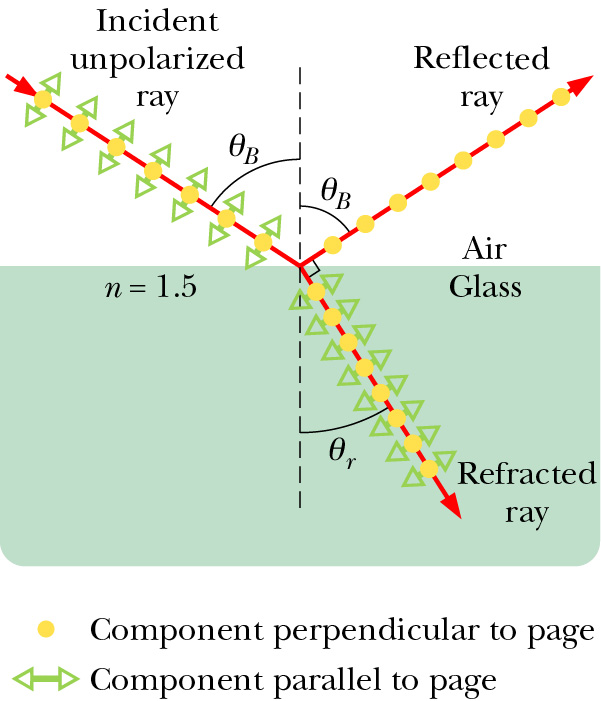 Incident
unpolarized
ray
Reflected
ray
θB
θB
Air
n = 1.5
Glass
θr
Refracted
ray
Component perpendicular to page
Component parallel to page